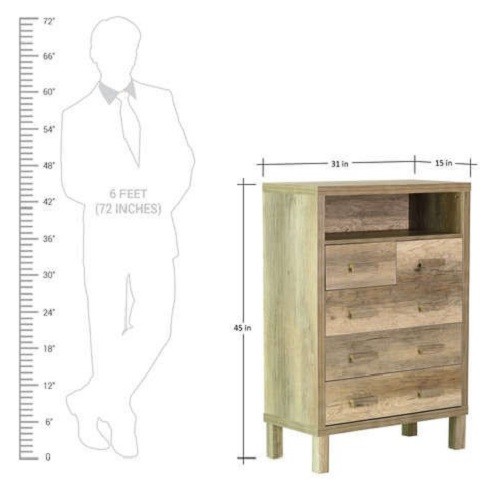 72"
66"
60"
54"
48"
42"
36"
30"
24"
18"
12"
6"
0
6 FEET
(72 INCHES)
31 in
15 in
45 in